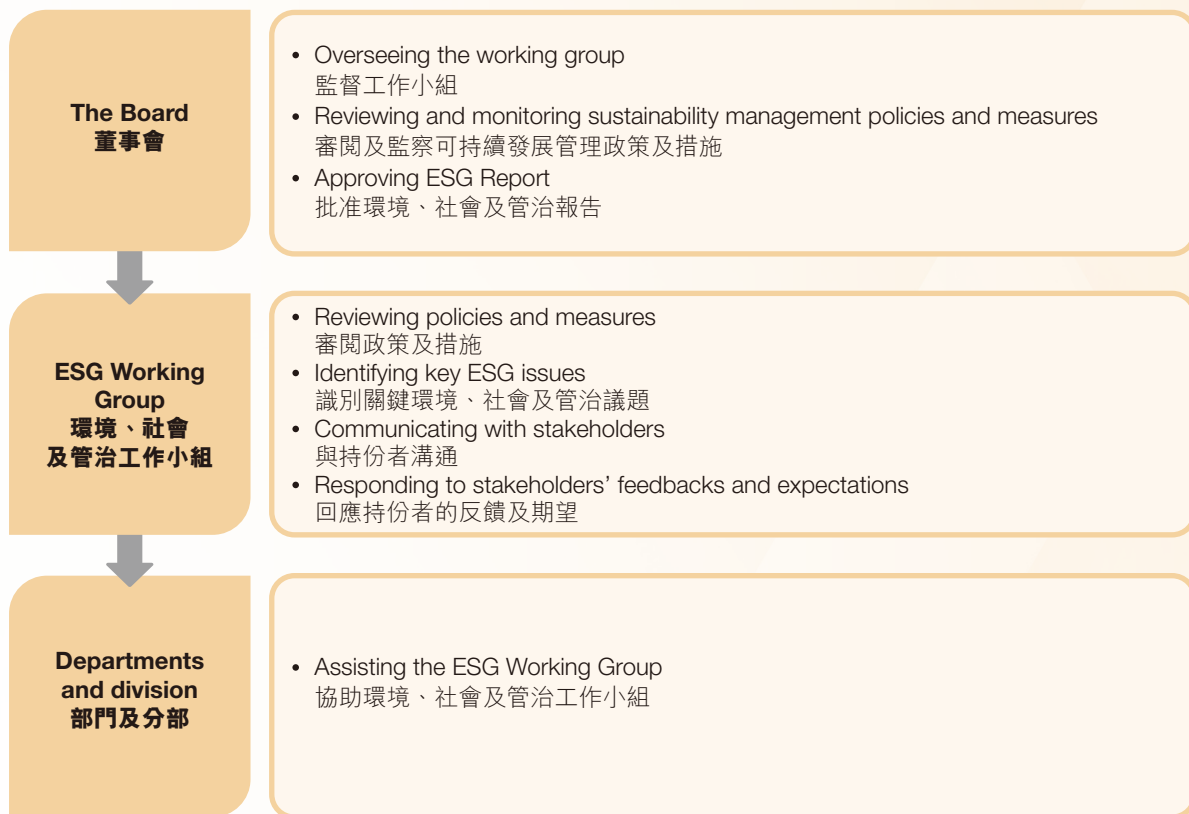 The Board
董事會
• Overseeing the working group
監督工作小組
• Reviewing and monitoring sustainability management policies and measures
審閱及監察可持續發展管理政策及措施
• Approving ESG Report
批准環境、社會及管治報告
ESG Working
Group
環境、社會
及管治工作小組
• Reviewing policies and measures
審閱政策及措施
• Identifying key ESG issues
識別關鍵環境、社會及管治議題
• Communicating with stakeholders
與持份者溝通
• Responding to stakeholders’ feedbacks and expectations
回應持份者的反饋及期望
Departments
and division
部門及分部
• Assisting the ESG Working Group
協助環境、社會及管治工作小組